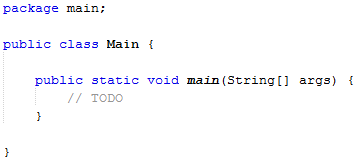 package main;
public class Main {
public static void main(String[] args) {
// TODO
}
}